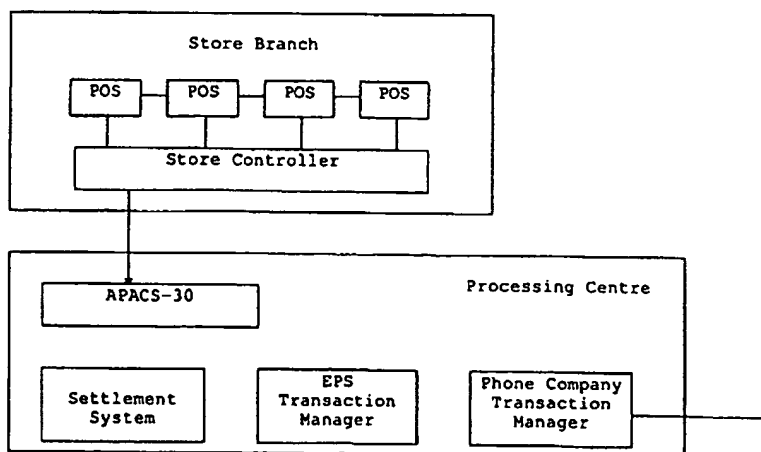 Store Branch
POS POS POS POS
Store Controller
APACS-30
Processing Centre
Settlement
System
EPS
Transaction
Manager
Phone Company
Transaction
Manager